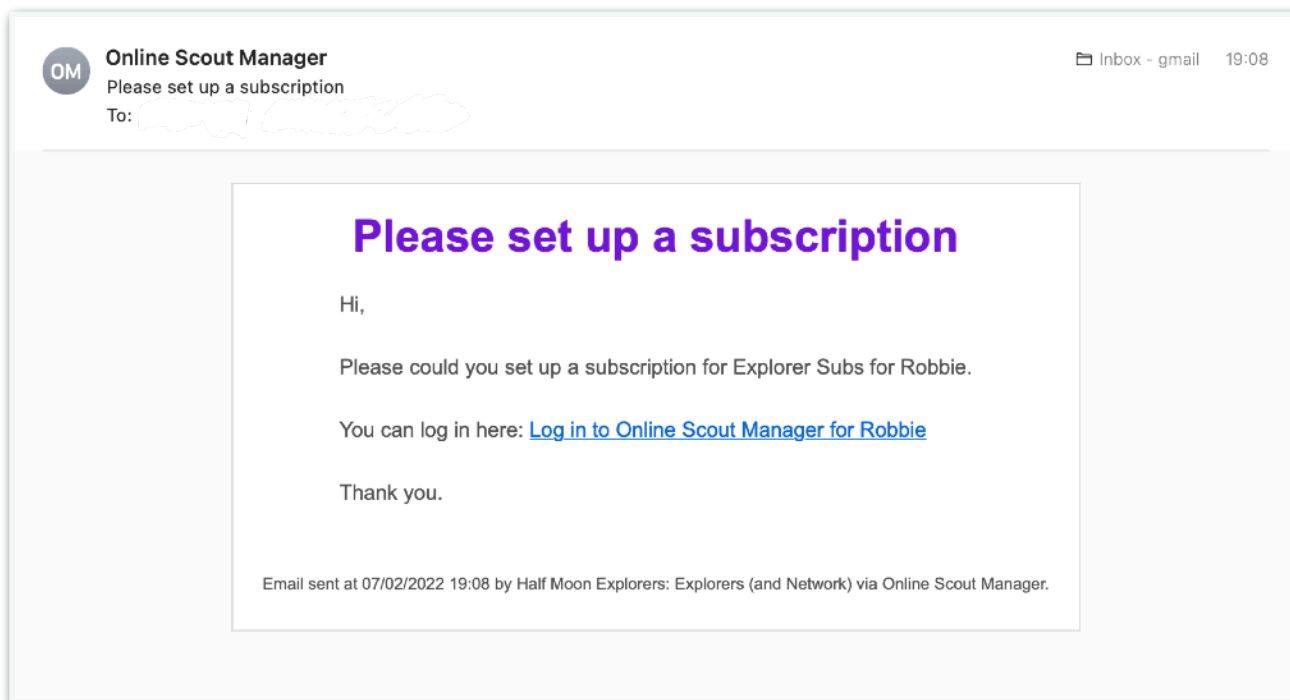 OM
Online Scout Manager
Inbox - gmail 19:08
Please set up a subscription
To:
Please set up a subscription
Hi,
Please could you set up a subscription for Explorer Subs for Robbie.
You can log in here: Log in to Online Scout Manager for Robbie
Thank you.
Email sent at 07/02/2022 19:08 by Half Moon Explorers: Explorers (and Network) via Online Scout Manager.